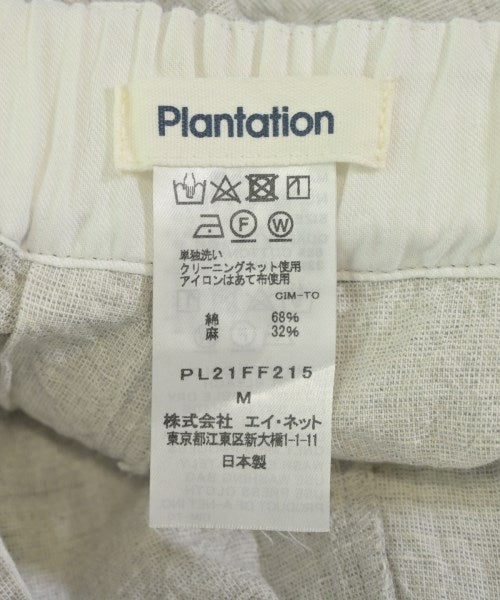 Plantation
F W
単独洗い
クリーニングネット使用
アイロンはあて布使用
GIM-TO
綿 68%
麻 32%
PL21FF215
M
株式会社 エイ・ネット
東京都江東区新大橋1-1-11
日本製